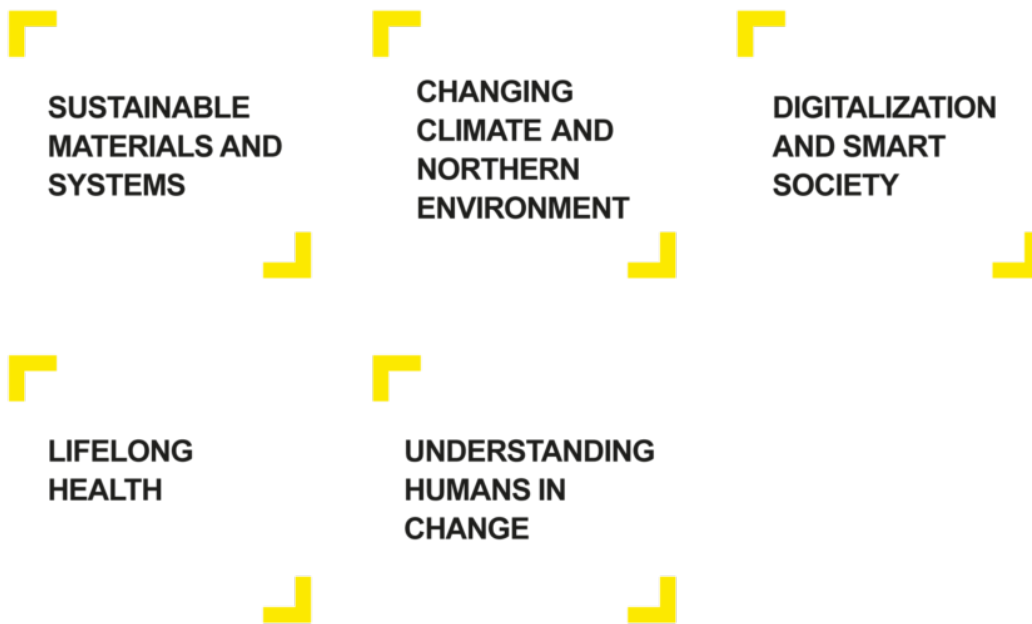 SUSTAINABLE
MATERIALS AND
SYSTEMS
CHANGING
CLIMATE AND
NORTHERN
ENVIRONMENT
DIGITALIZATION
AND SMART
SOCIETY
LIFELONG
HEALTH
UNDERSTANDING
HUMANS IN
CHANGE